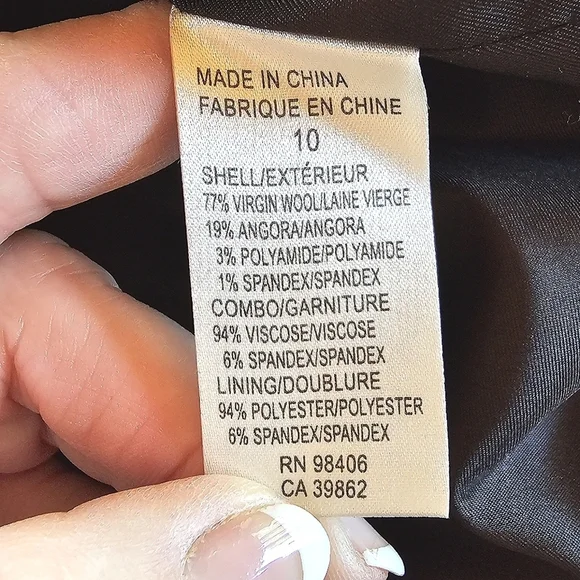 MADE IN CHINA
FABRIQUE EN CHINE
10
SHELL/EXTÉRIEUR
77% VIRGIN WOOL/LAINE VIERGE
19% ANGORA/ANGORA
3% POLYAMIDE/POLYAMIDE
1% SPANDEX/SPANDEX
COMBO/GARNITURE
94% VISCOSE/VISCOSE
6% SPANDEX/SPANDEX
LINING/DOUBLURE
94% POLYESTER/POLYESTER
6% SPANDEX/SPANDEX
RN 98406
CA 39862